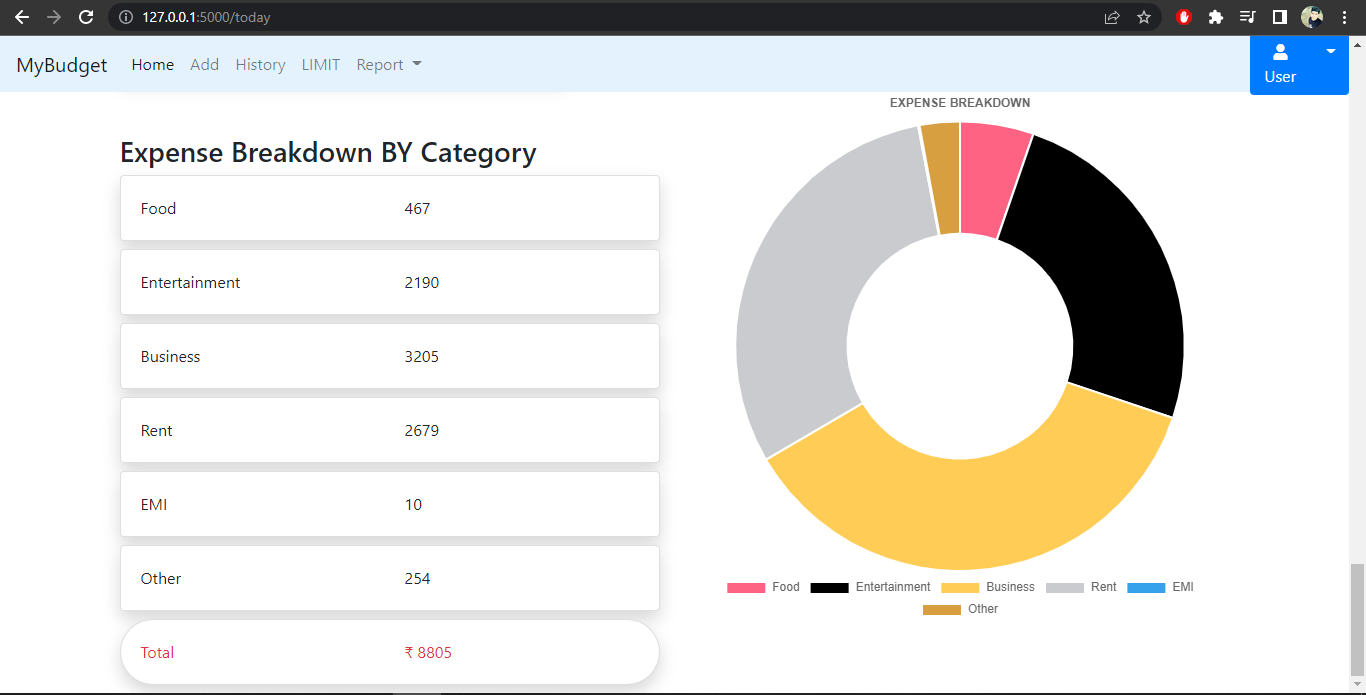 127.0.0.1:5000/today
MyBudget Home Add History LIMIT Report User
Expense Breakdown BY Category
Food 467
Entertainment 2190
Business 3205
Rent 2679
EMI 10
Other 254
Total ₹ 8805
EXPENSE BREAKDOWN
Food Entertainment Business Rent EMI
Other